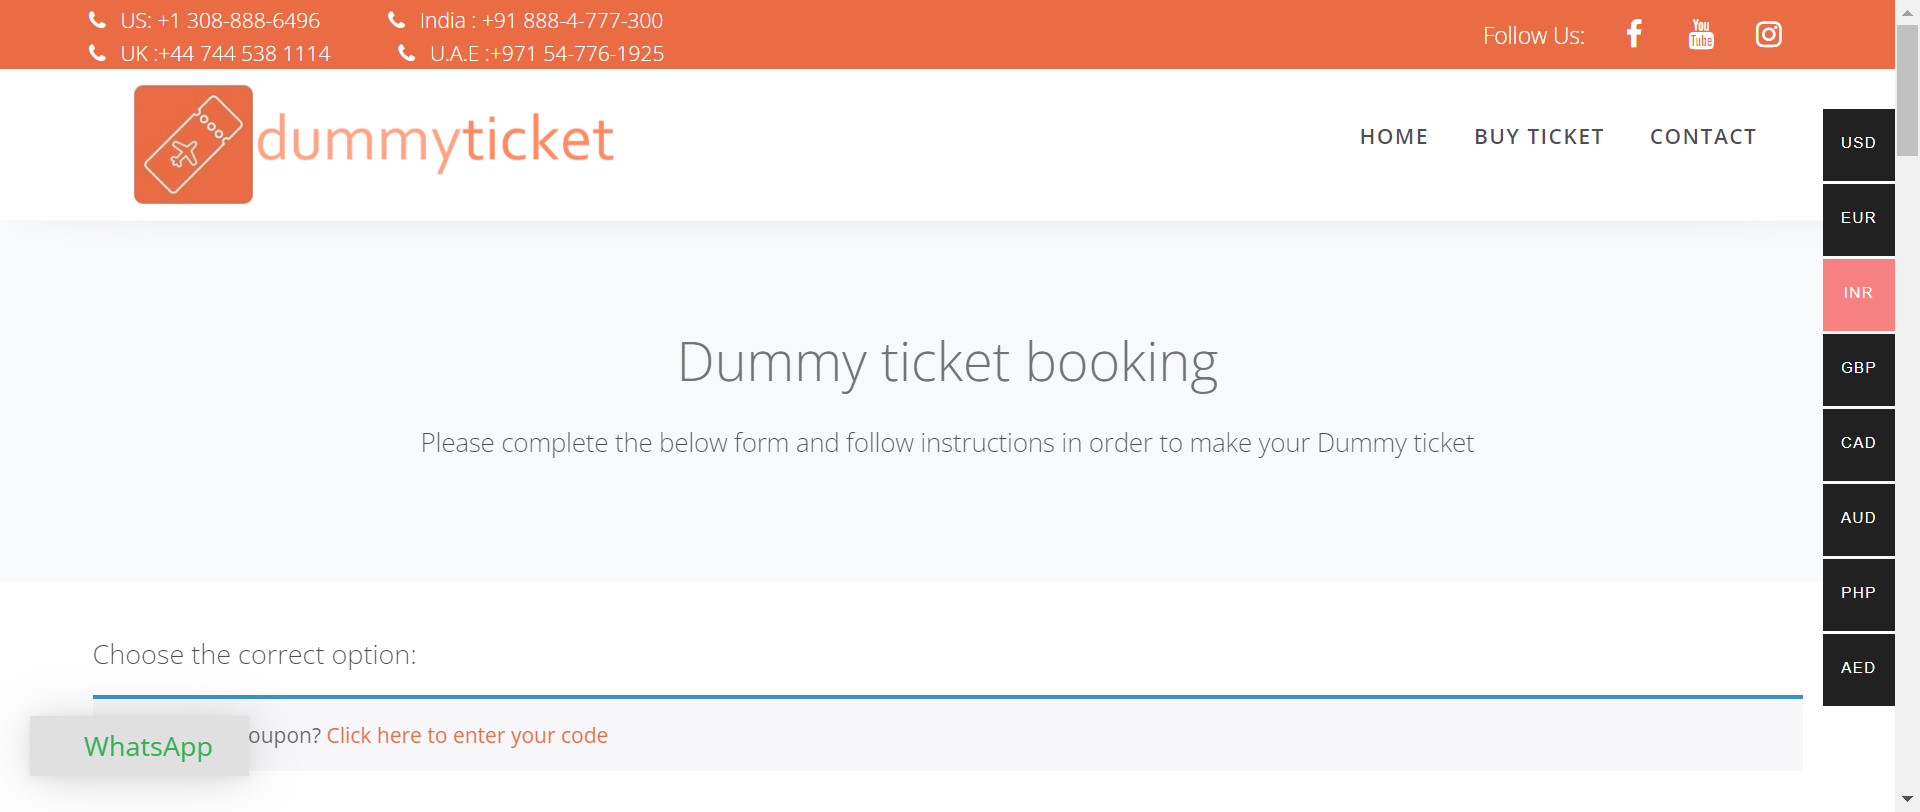 US: +1 308-888-6496
India : +91 888-4-777-300
UK :+44 744 538 1114
U.A.E :+971 54-776-1925
Follow Us:
You
Tube
dummyticket
HOME
BUY TICKET
CONTACT
USD
EUR
INR
GBP
CAD
AUD
PHP
AED
Dummy ticket booking
Please complete the below form and follow instructions in order to make your Dummy ticket
Choose the correct option:
oupon? Click here to enter your code
WhatsApp